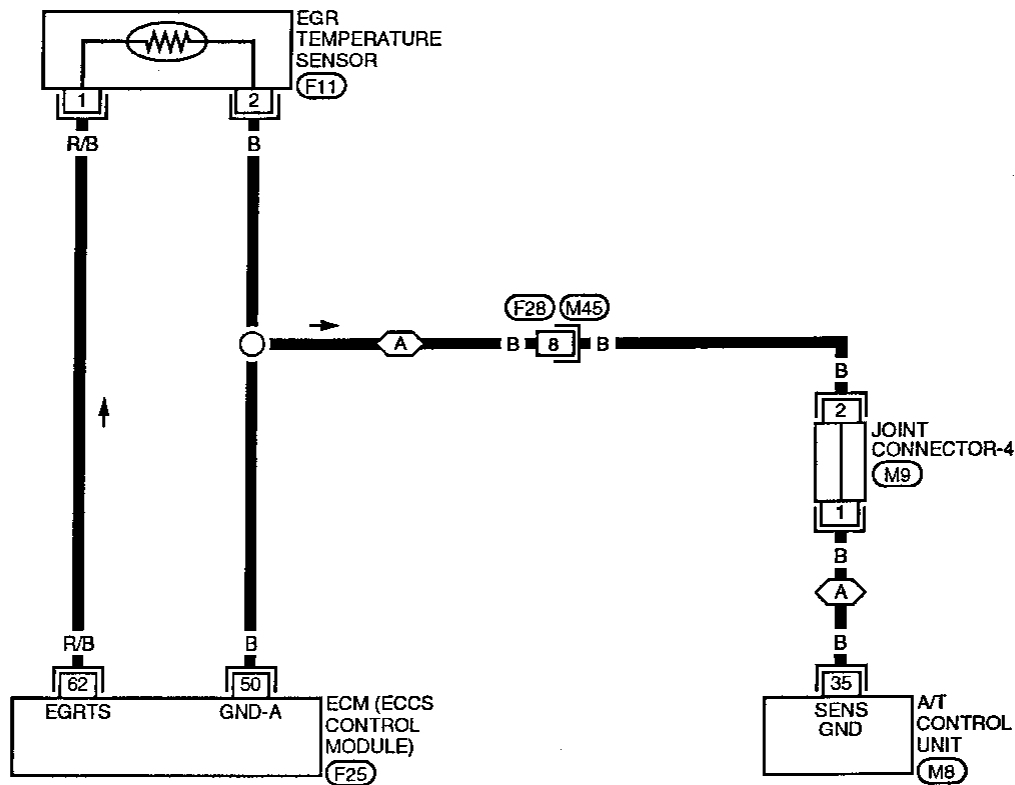 EGR
TEMPERATURE
SENSOR
F11
1
2
R/B
B
F28 M45
A
B
8
B
B
2
JOINT
CONNECTOR-4
M9
1
B
A
R/B
B
B
62
50
35
EGRTS
GND-A
ECM (ECCS
CONTROL
MODULE)
F25
SENS
GND
A/T
CONTROL
UNIT
M8